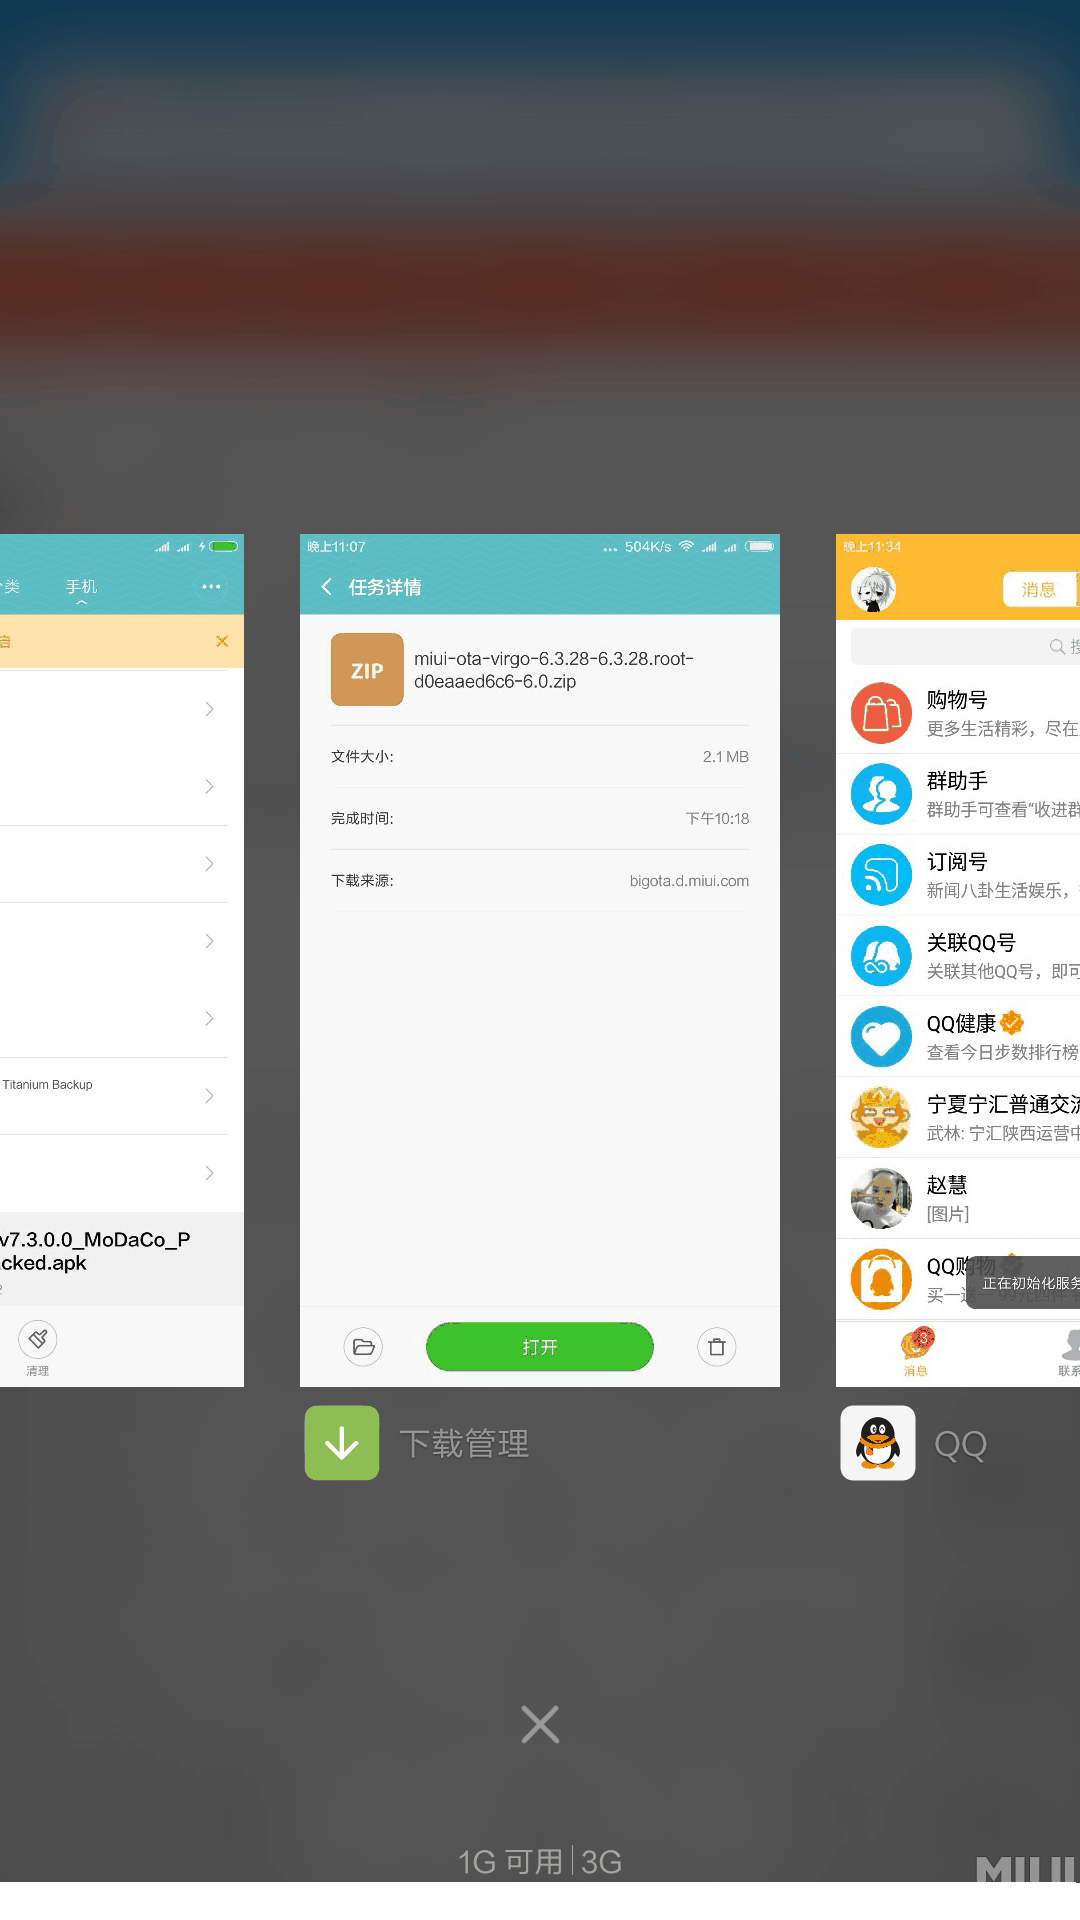 分类
手机
启
Titanium Backup
v7.3.0.0_MoDaCo_P
cked.apk
清理
晚上11:07
504K/s
任务详情
ZIP
miui-ota-virgo-6.3.28-6.3.28.root-
d0eaaed6c6-6.0.zip
文件大小:
2.1 MB
完成时间:
下午10:18
下载来源:
bigota.d.miui.com
打开
下载管理
晚上11:34
消息
搜
购物号
更多生活精彩，尽在
群助手
群助手可查看“收进群
订阅号
新闻八卦生活娱乐，
关联QQ号
关联其他QQ号，即可
QQ健康
查看今日步数排行榜
宁夏宁汇普通交流
武林: 宁汇陕西运营中
赵慧
[图片]
QQ购物
正在初始化服务
买一送一
3
消息
联系
QQ
1G 可用 | 3G
MIUI